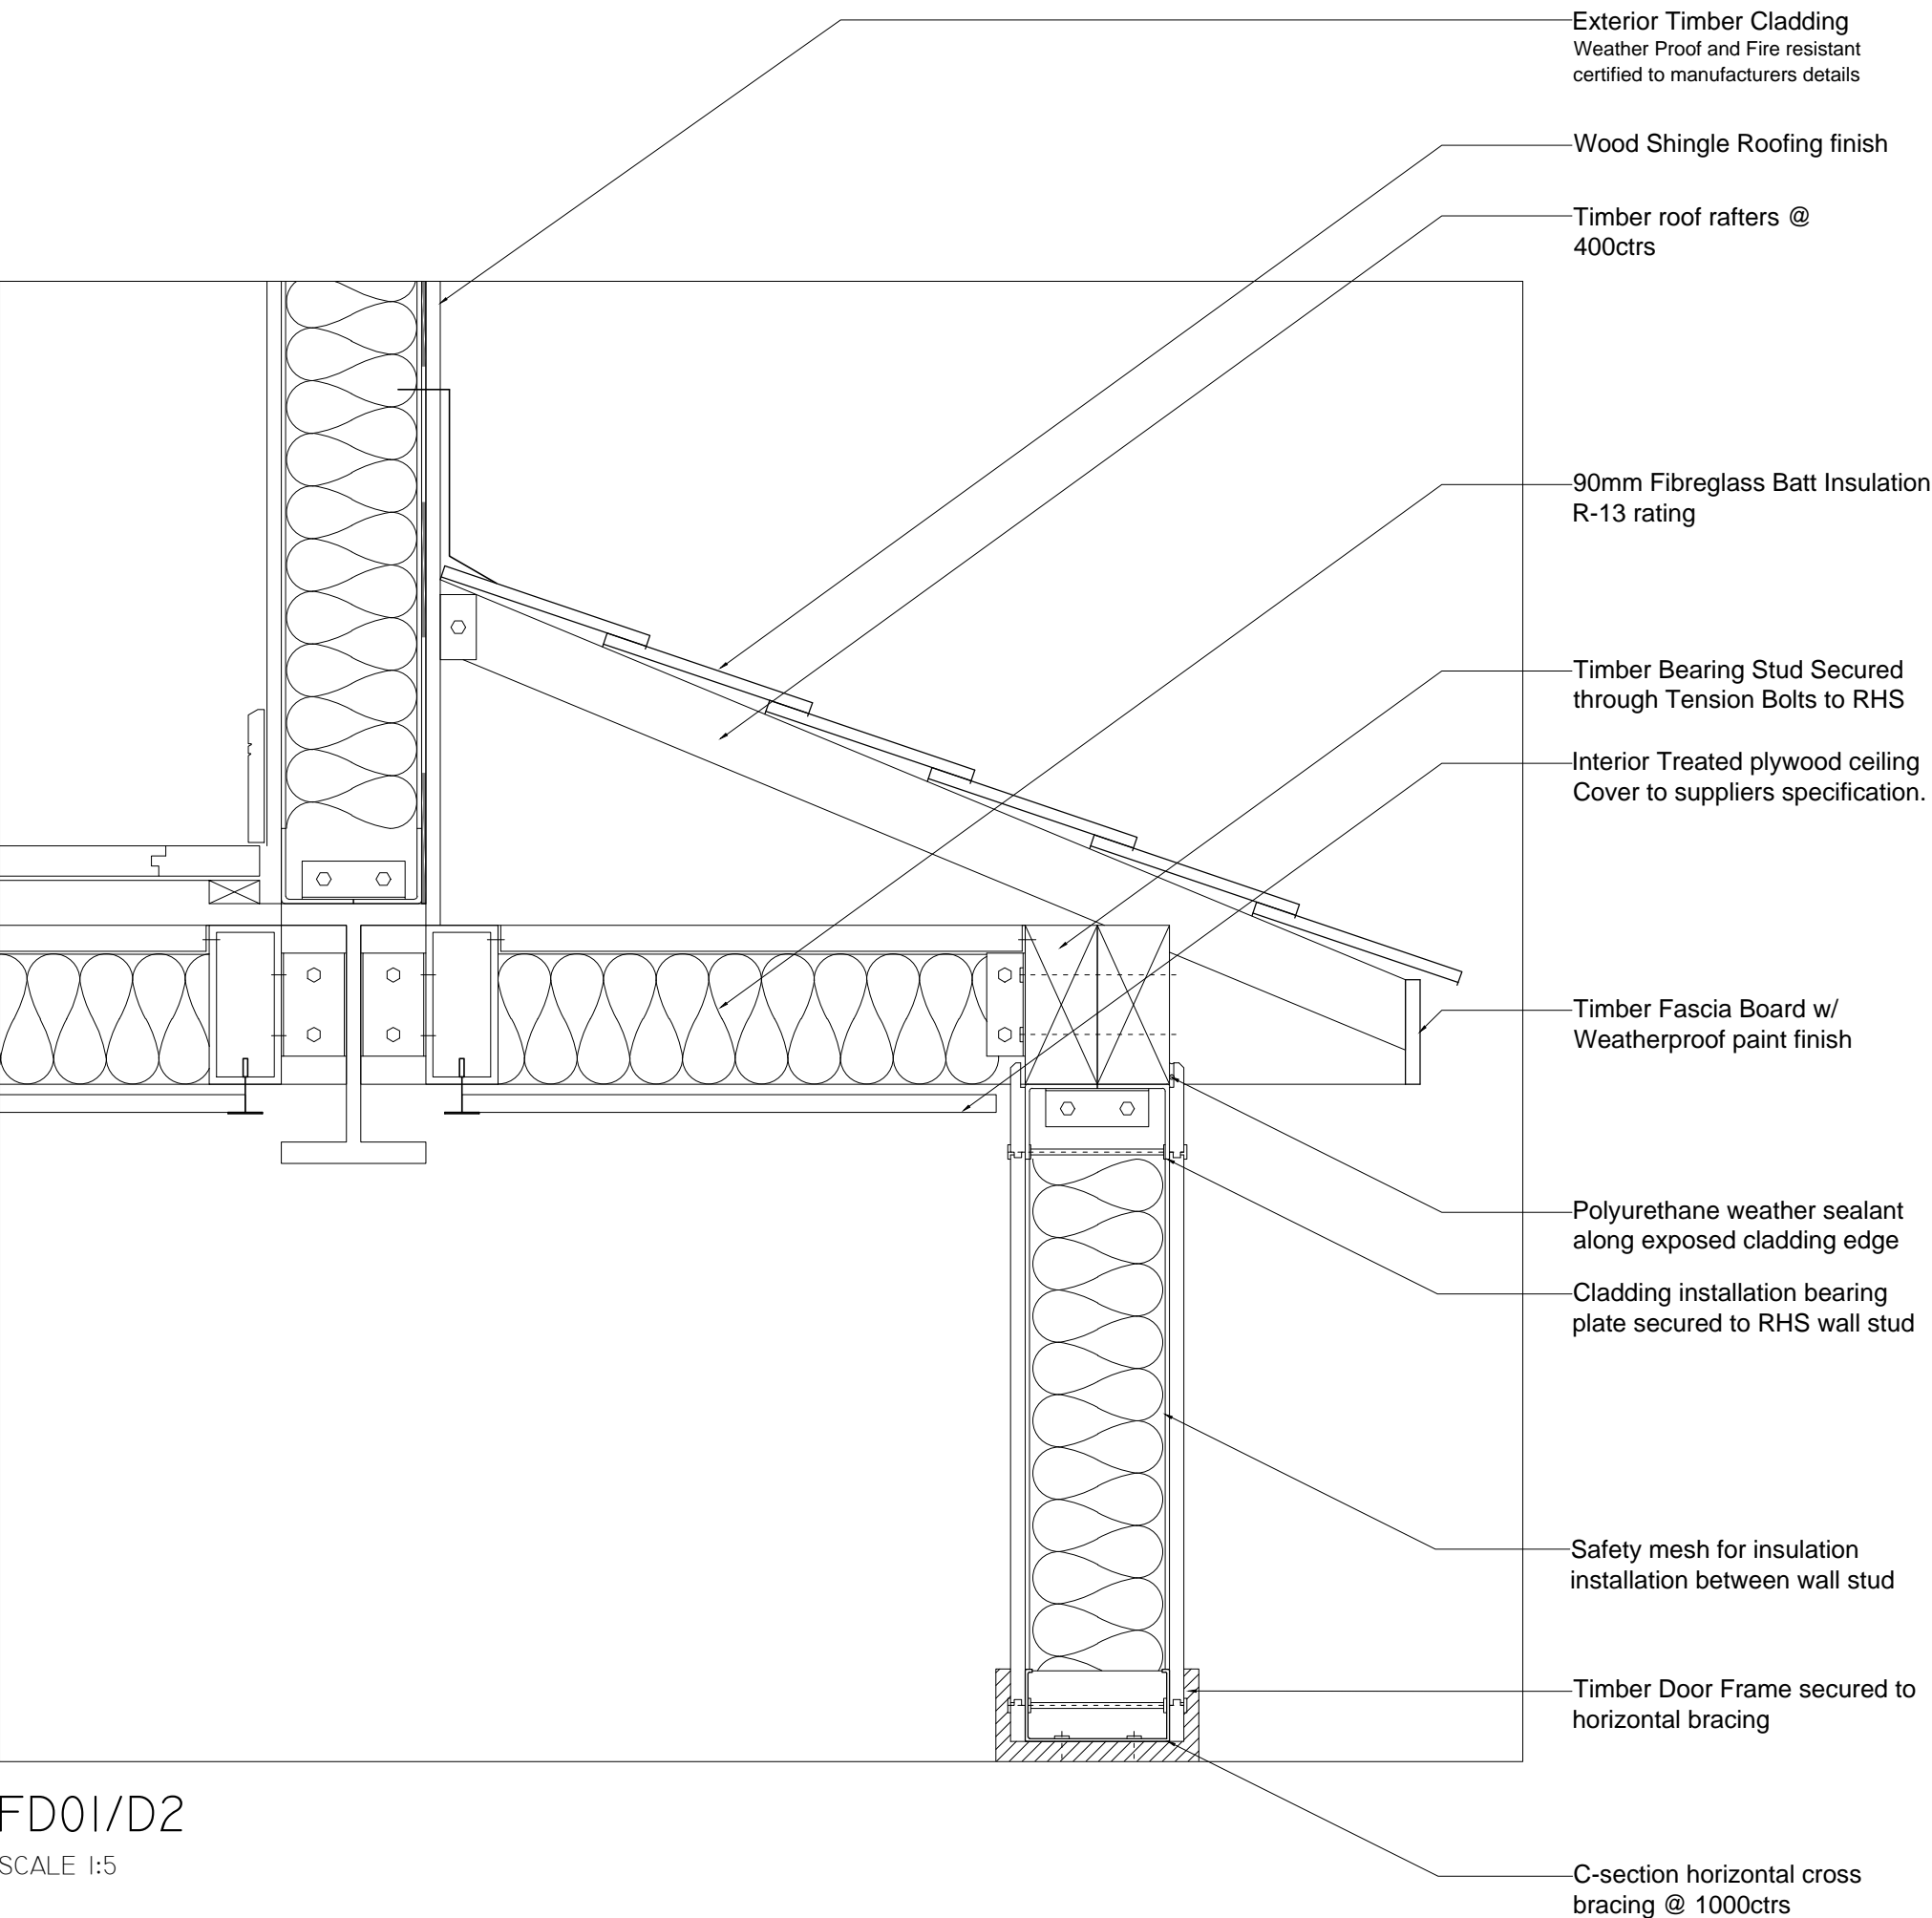 Exterior Timber Cladding
Weather Proof and Fire resistant
certified to manufacturers details
Wood Shingle Roofing finish
Timber roof rafters @
400ctrs
90mm Fibreglass Batt Insulation
R-13 rating
Timber Bearing Stud Secured
through Tension Bolts to RHS
Interior Treated plywood ceiling
Cover to suppliers specification.
Timber Fascia Board w/
Weatherproof paint finish
Polyurethane weather sealant
along exposed cladding edge
Cladding installation bearing
plate secured to RHS wall stud
Safety mesh for insulation
installation between wall stud
Timber Door Frame secured to
horizontal bracing
C-section horizontal cross
bracing @ 1000ctrs
FD01/D2
SCALE 1:5